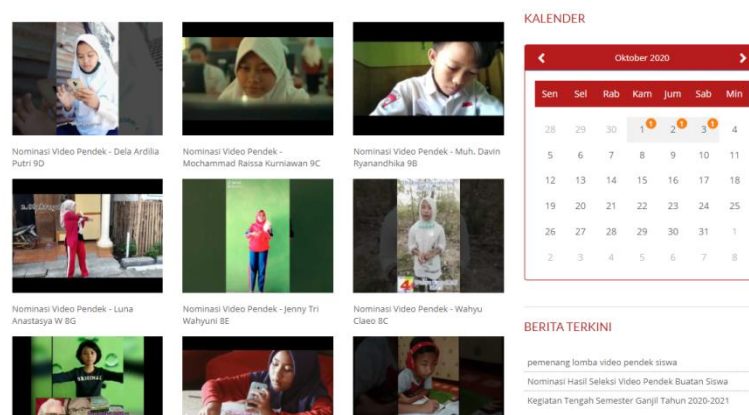 Nominasi Video Pendek - Dela Ardilia
Putri 9D
Nominasi Video Pendek -
Mochammad Raissa Kurniawan 9C
Nominasi Video Pendek - Muh. Davin
Ryanandhika 9B
Nominasi Video Pendek - Luna
Anastasya W 8G
Nominasi Video Pendek - Jenny Tri
Wahyuni 8E
Nominasi Video Pendek - Wahyu
Claeo 8C
KALENDER
Oktober 2020
Sen Sel Rab Kam Jum Sab Min
28 29 30 1 1 2 1 3 1 4
5 6 7 8 9 10 11
12 13 14 15 16 17 18
19 20 21 22 23 24 25
26 27 28 29 30 31 1
2 3 4 5 6 7 8
BERITA TERKINI
pemenang lomba video pendek siswa
Nominasi Hasil Seleksi Video Pendek Buatan Siswa
Kegiatan Tengah Semester Ganjil Tahun 2020-2021